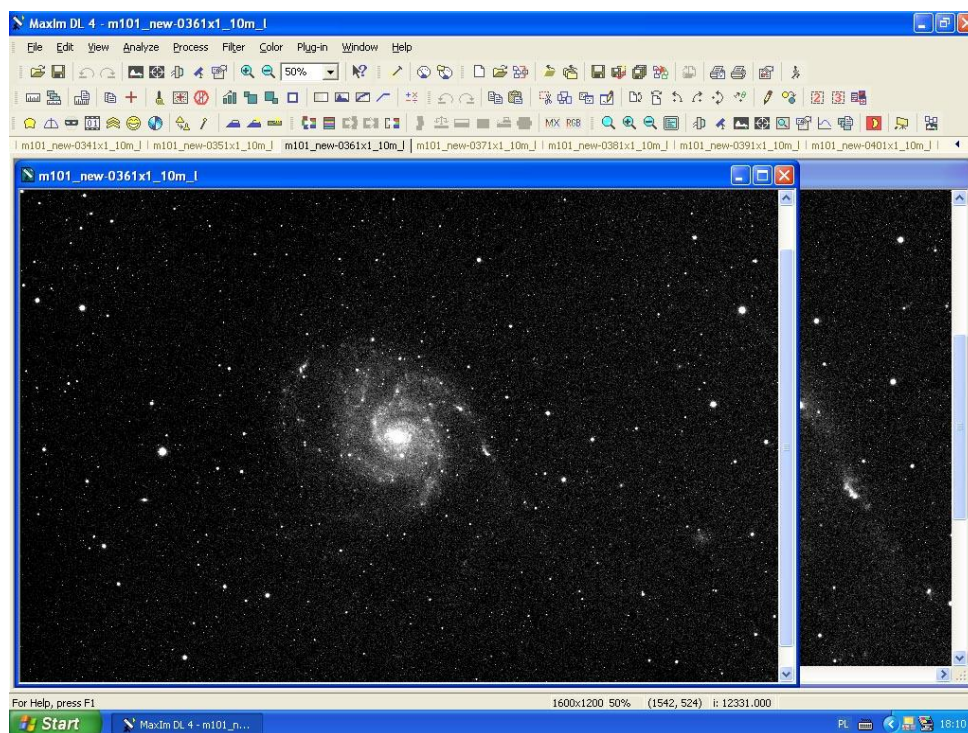 MaxIm DL 4 - m101_new-0361x1_10m_l
File Edit View Analyze Process Filter Color Plug-in Window Help
50%
MX RGB
m101_new-0341x1_10m_l m101_new-0351x1_10m_l m101_new-0361x1_10m_l m101_new-0371x1_10m_l m101_new-0381x1_10m_l m101_new-0391x1_10m_l m101_new-0401x1_10m_l
m101_new-0361x1_10m_l
For Help, press F1 1600x1200 50% (1542, 524) i: 12331.000
Start MaxIm DL 4 - m101_n... PL 18:10